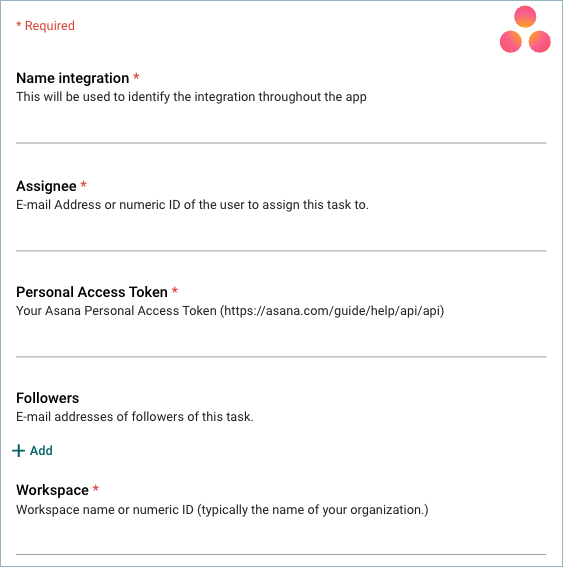 * Required
Name integration *
This will be used to identify the integration throughout the app
Assignee *
E-mail Address or numeric ID of the user to assign this task to.
Personal Access Token *
Your Asana Personal Access Token (https://asana.com/guide/help/api/api)
Followers
E-mail addresses of followers of this task.
+ Add
Workspace *
Workspace name or numeric ID (typically the name of your organization.)